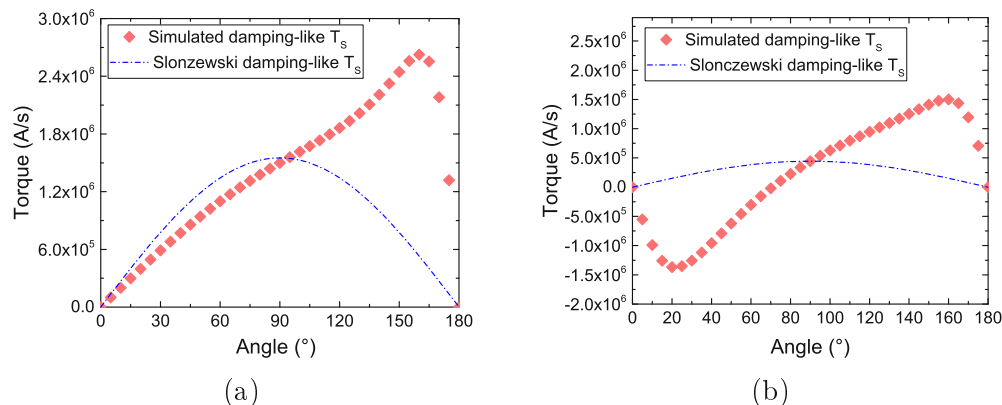 3.0x10⁶
2.4x10⁶
1.8x10⁶
1.2x10⁶
6.0x10⁵
0.0
Torque (A/s)
Simulated damping-like T_S
Slonzewski damping-like T_S
0 30 60 90 120 150 180
Angle (°)
(a)
2.5x10⁶
2.0x10⁶
1.5x10⁶
1.0x10⁶
5.0x10⁵
0.0
-5.0x10⁵
-1.0x10⁶
-1.5x10⁶
-2.0x10⁶
Torque (A/s)
Simulated damping-like T_S
Slonczewski damping-like T_S
0 20 40 60 80 100 120 140 160 180
Angle (°)
(b)